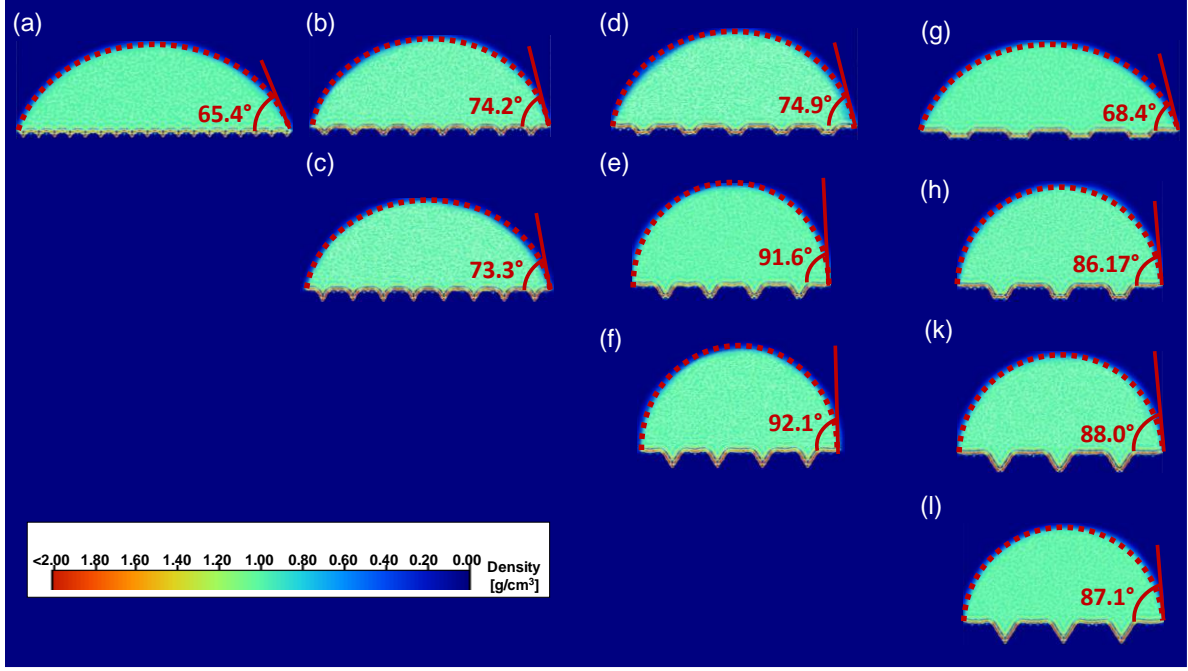 (a)
(b)
(d)
(g)
65.4°
74.2°
74.9°
68.4°
(c)
(e)
(h)
73.3°
91.6°
86.17°
(f)
(k)
92.1°
88.0°
(l)
<2.00 1.80 1.60 1.40 1.20 1.00 0.80 0.60 0.40 0.20 0.00
Density
[g/cm³]
87.1°